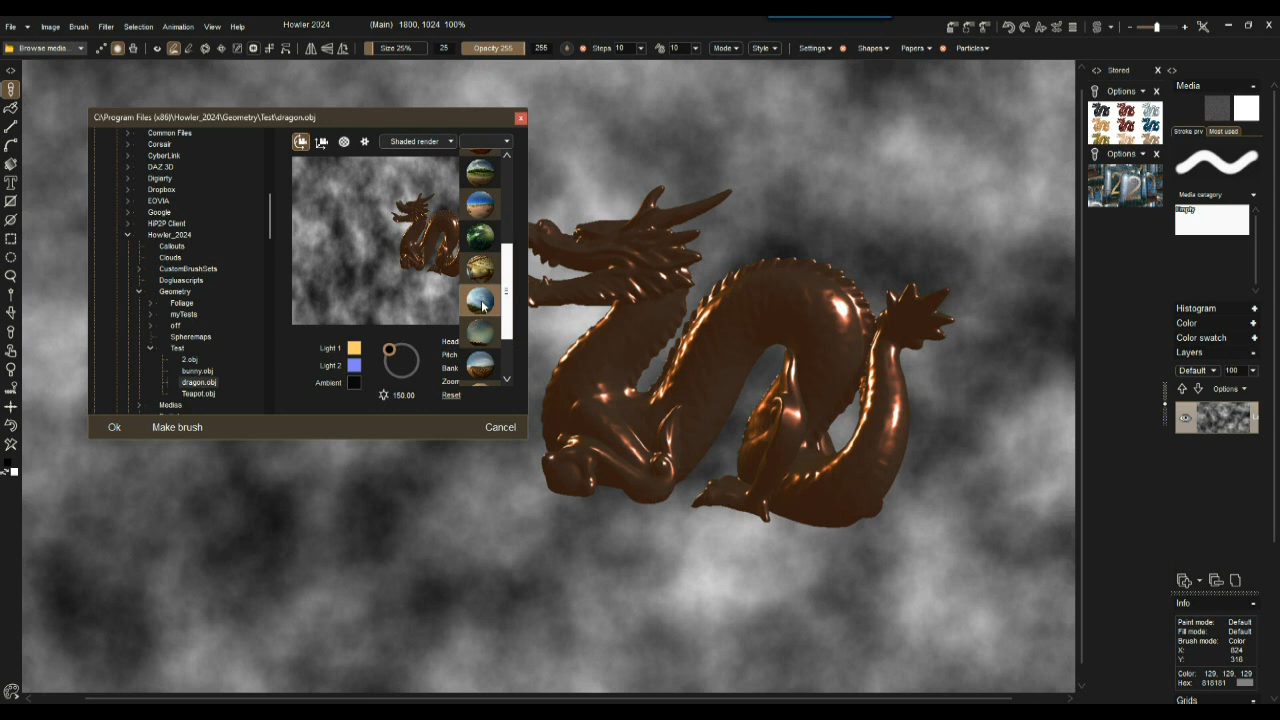 File Image Brush Filter Selection Animation View Help Howler 2024 (Main) 1800, 1024 100%
Browse media... Size 25% 25 Opacity 255 255 Steps 10 10 Mode Style Settings Shapes Papers Particles
C:\Program Files (x86)\Howler_2024\Geometry\Test\dragon.obj
Common Files
Corsair
CyberLink
DAZ 3D
Digiarty
Dropbox
EOVIA
Google
HiP2P Client
Howler_2024
Callouts
Clouds
CustomBrushSets
Dogluascripts
Geometry
Foliage
myTests
off
Spheremaps
Test
2.obj
bunny.obj
dragon.obj
Teapot.obj
Medias
Shaded render
Light 1
Light 2
Ambient
150.00
Head
Pitch
Bank
Zoom
Reset
Ok Make brush Cancel
Stored
Options
Options
Media
Stroke prv Most used
Media catagory
Empty
Histogram
Color
Color swatch
Layers
Default 100
Options
Info
Paint mode: Default
Fill mode: Default
Brush mode: Color
X: 824
Y: 316
Color: 129, 129, 129
Hex: 818181
Grids